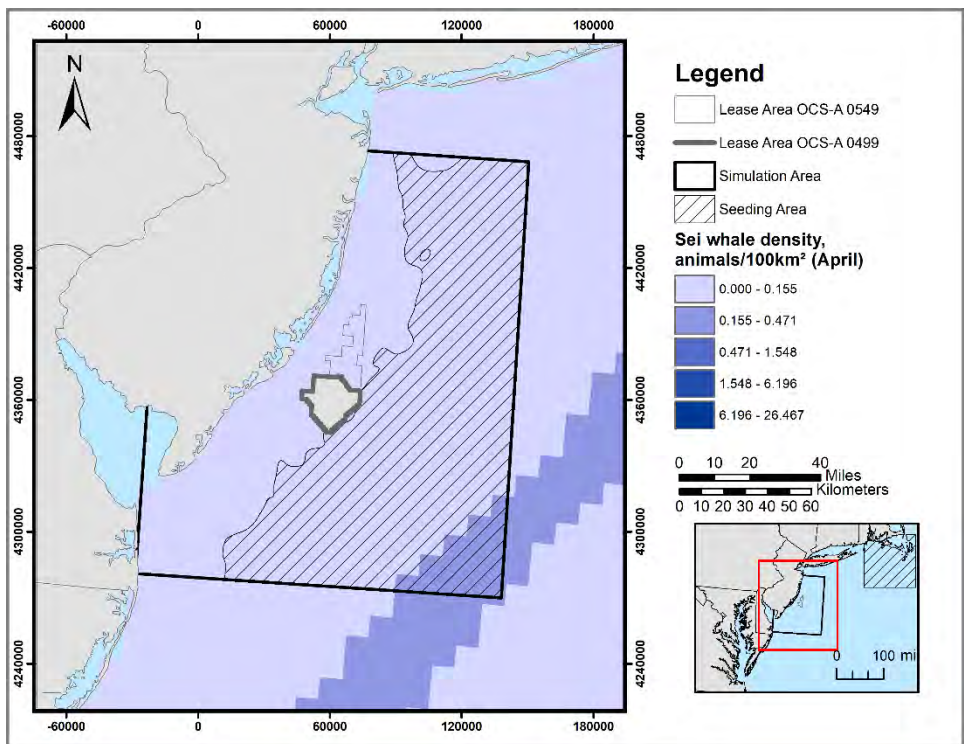 -60000 0 60000 120000 180000
N
4480000 4480000
4420000 4420000
4360000 4360000
4300000 4300000
4240000 4240000
-60000 0 60000 120000 180000
Legend
Lease Area OCS-A 0549
Lease Area OCS-A 0499
Simulation Area
Seeding Area
Sei whale density,
animals/100km² (April)
0.000 - 0.155
0.155 - 0.471
0.471 - 1.548
1.548 - 6.196
6.196 - 26.467
0 10 20 40
Miles
Kilometers
0 10 20 30 40 50 60
0 100 mi